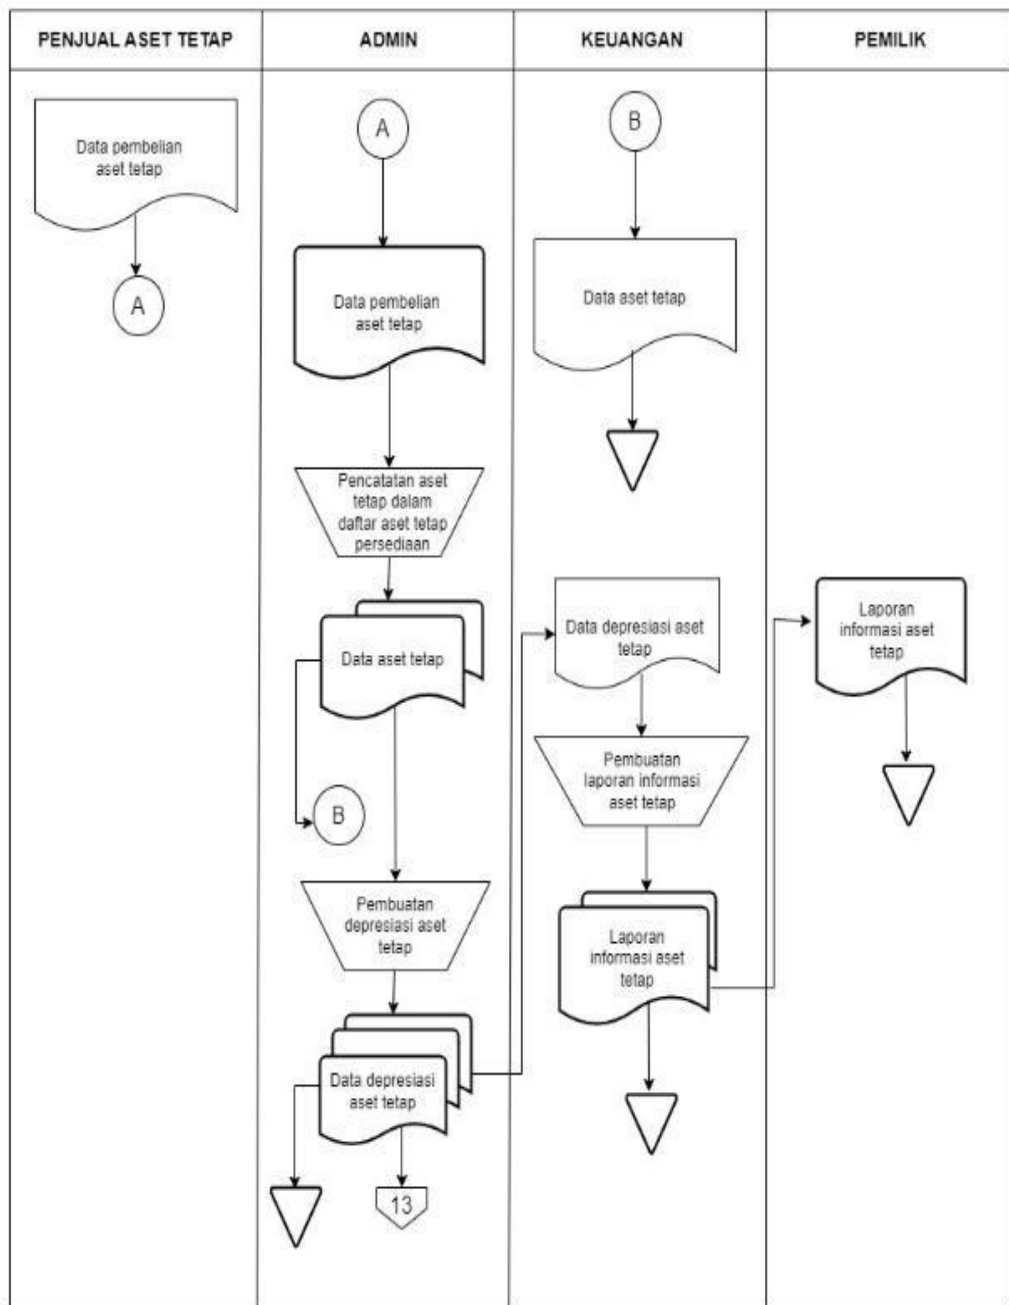 PENJUAL ASET TETAP
ADMIN
KEUANGAN
PEMILIK
Data pembelian
aset tetap
A
A
Data pembelian
aset tetap
Pencatatan aset
tetap dalam
daftar aset tetap
persediaan
Data aset tetap
B
Pembuatan
depresiasi aset
tetap
Data depresiasi
aset tetap
13
B
Data aset tetap
Data depresiasi aset
tetap
Pembuatan
laporan informasi
aset tetap
Laporan
informasi aset
tetap
Laporan
informasi aset
tetap